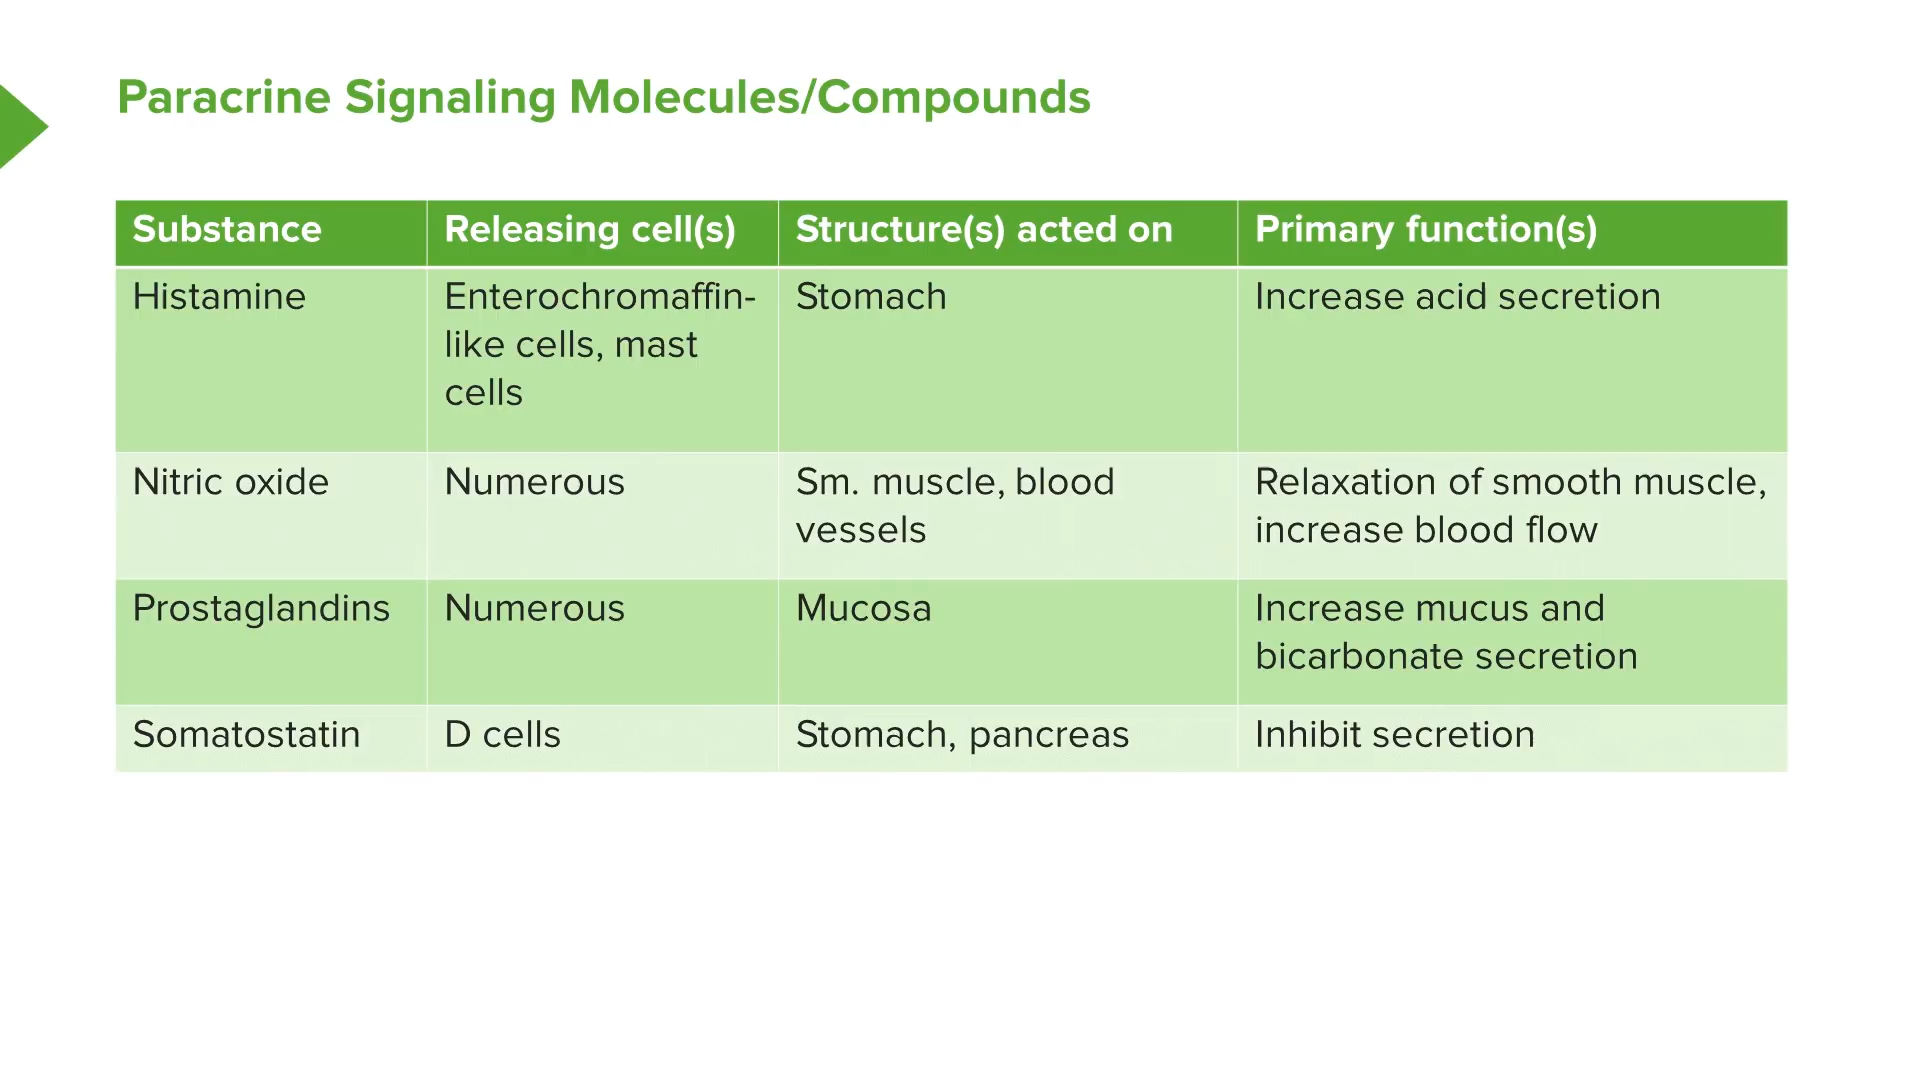 Paracrine Signaling Molecules/Compounds
Substance
Releasing cell(s)
Structure(s) acted on
Primary function(s)
Histamine
Enterochromaffin-
like cells, mast
cells
Stomach
Increase acid secretion
Nitric oxide
Numerous
Sm. muscle, blood
vessels
Relaxation of smooth muscle,
increase blood flow
Prostaglandins
Numerous
Mucosa
Increase mucus and
bicarbonate secretion
Somatostatin
D cells
Stomach, pancreas
Inhibit secretion